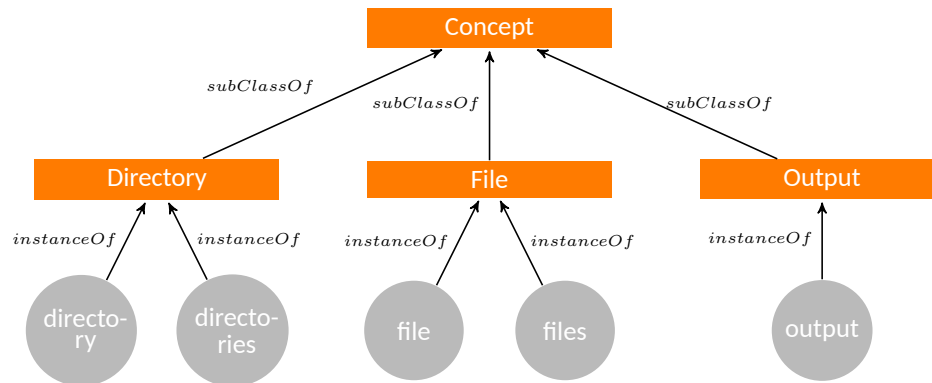 Concept
subClassOf
subClassOf
subClassOf
Directory
File
Output
instanceOf
instanceOf
instanceOf
instanceOf
instanceOf
directo-
ry
directo-
ries
file
files
output